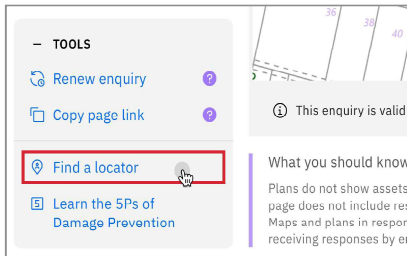 TOOLS
Renew enquiry ?
Copy page link ?
Find a locator
5 Learn the 5Ps of
Damage Prevention
36
38
40
This enquiry is valid
What you should know
Plans do not show assets
page does not include res
Maps and plans in respon
receiving responses by e